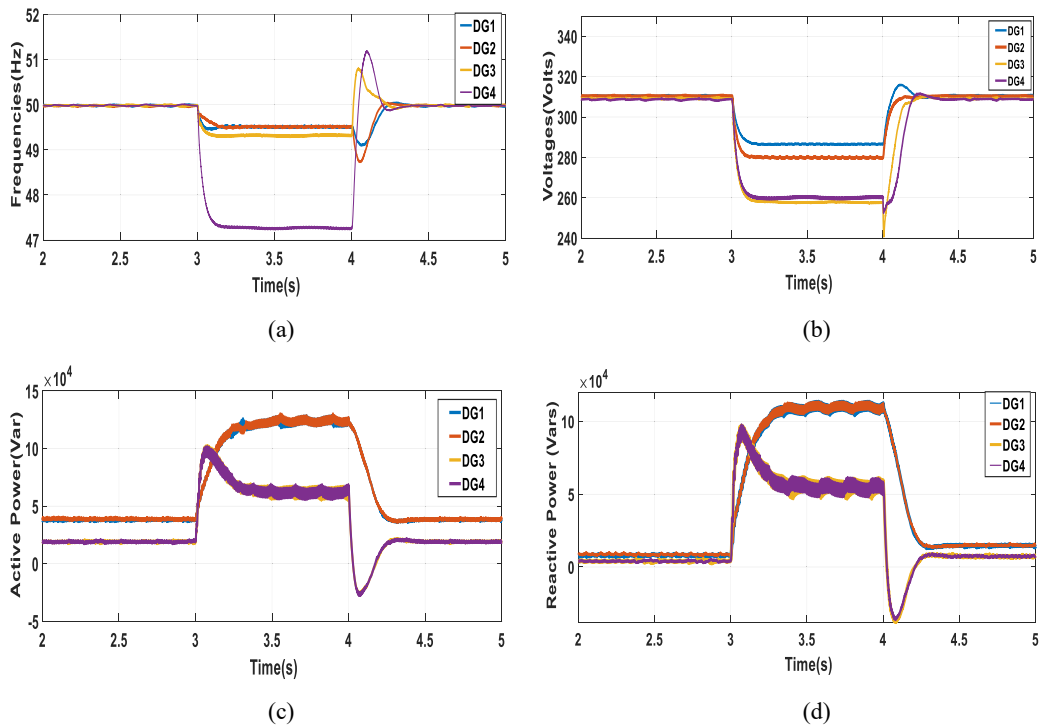 52
51
50
49
48
47
2
2.5
3
3.5
4
4.5
5
Frequencies(Hz)
Time(s)
DG1
DG2
DG3
DG4
(a)
340
320
300
280
260
240
2
2.5
3
3.5
4
4.5
5
Voltages(Volts)
Time(s)
DG1
DG2
DG3
DG4
(b)
×10⁴
15
10
5
0
-5
2
2.5
3
3.5
4
4.5
5
Active Power(Var)
Time(s)
DG1
DG2
DG3
DG4
(c)
×10⁴
10
5
0
2
2.5
3
3.5
4
4.5
5
Reactive Power (Vars)
Time(s)
DG1
DG2
DG3
DG4
(d)